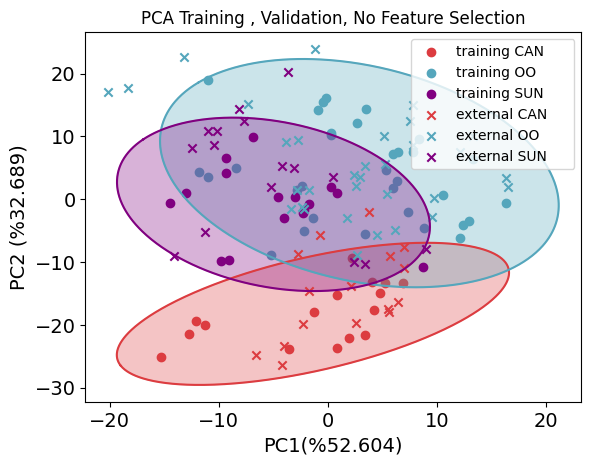 PCA Training , Validation, No Feature Selection
training CAN
training OO
training SUN
external CAN
external OO
external SUN
20
10
0
−10
−20
−30
PC2 (%32.689)
−20
−10
0
10
20
PC1(%52.604)